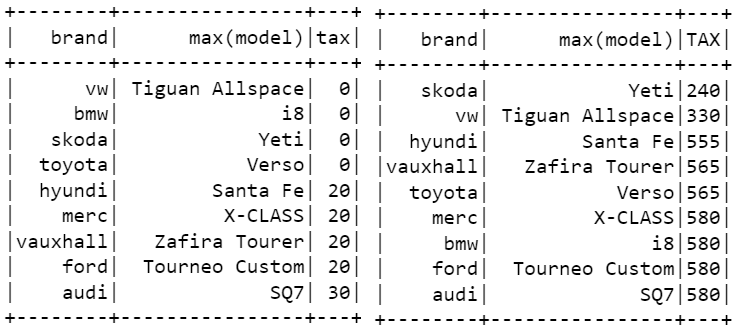 +--------+----------------+---+
|   brand|      max(model)|tax|
+--------+----------------+---+
|      vw| Tiguan Allspace|  0|
|     bmw|              i8|  0|
|   skoda|            Yeti|  0|
|  toyota|           Verso|  0|
|  hyundi|        Santa Fe| 20|
|    merc|         X-CLASS| 20|
|vauxhall|   Zafira Tourer| 20|
|    ford|  Tourneo Custom| 20|
|    audi|             SQ7| 30|
+--------+----------------+---+
+--------+----------------+---+
|   brand|      max(model)|TAX|
+--------+----------------+---+
|   skoda|            Yeti|240|
|      vw| Tiguan Allspace|330|
|  hyundi|        Santa Fe|555|
|vauxhall|   Zafira Tourer|565|
|  toyota|           Verso|565|
|    merc|         X-CLASS|580|
|     bmw|              i8|580|
|    ford|  Tourneo Custom|580|
|    audi|             SQ7|580|
+--------+----------------+---+